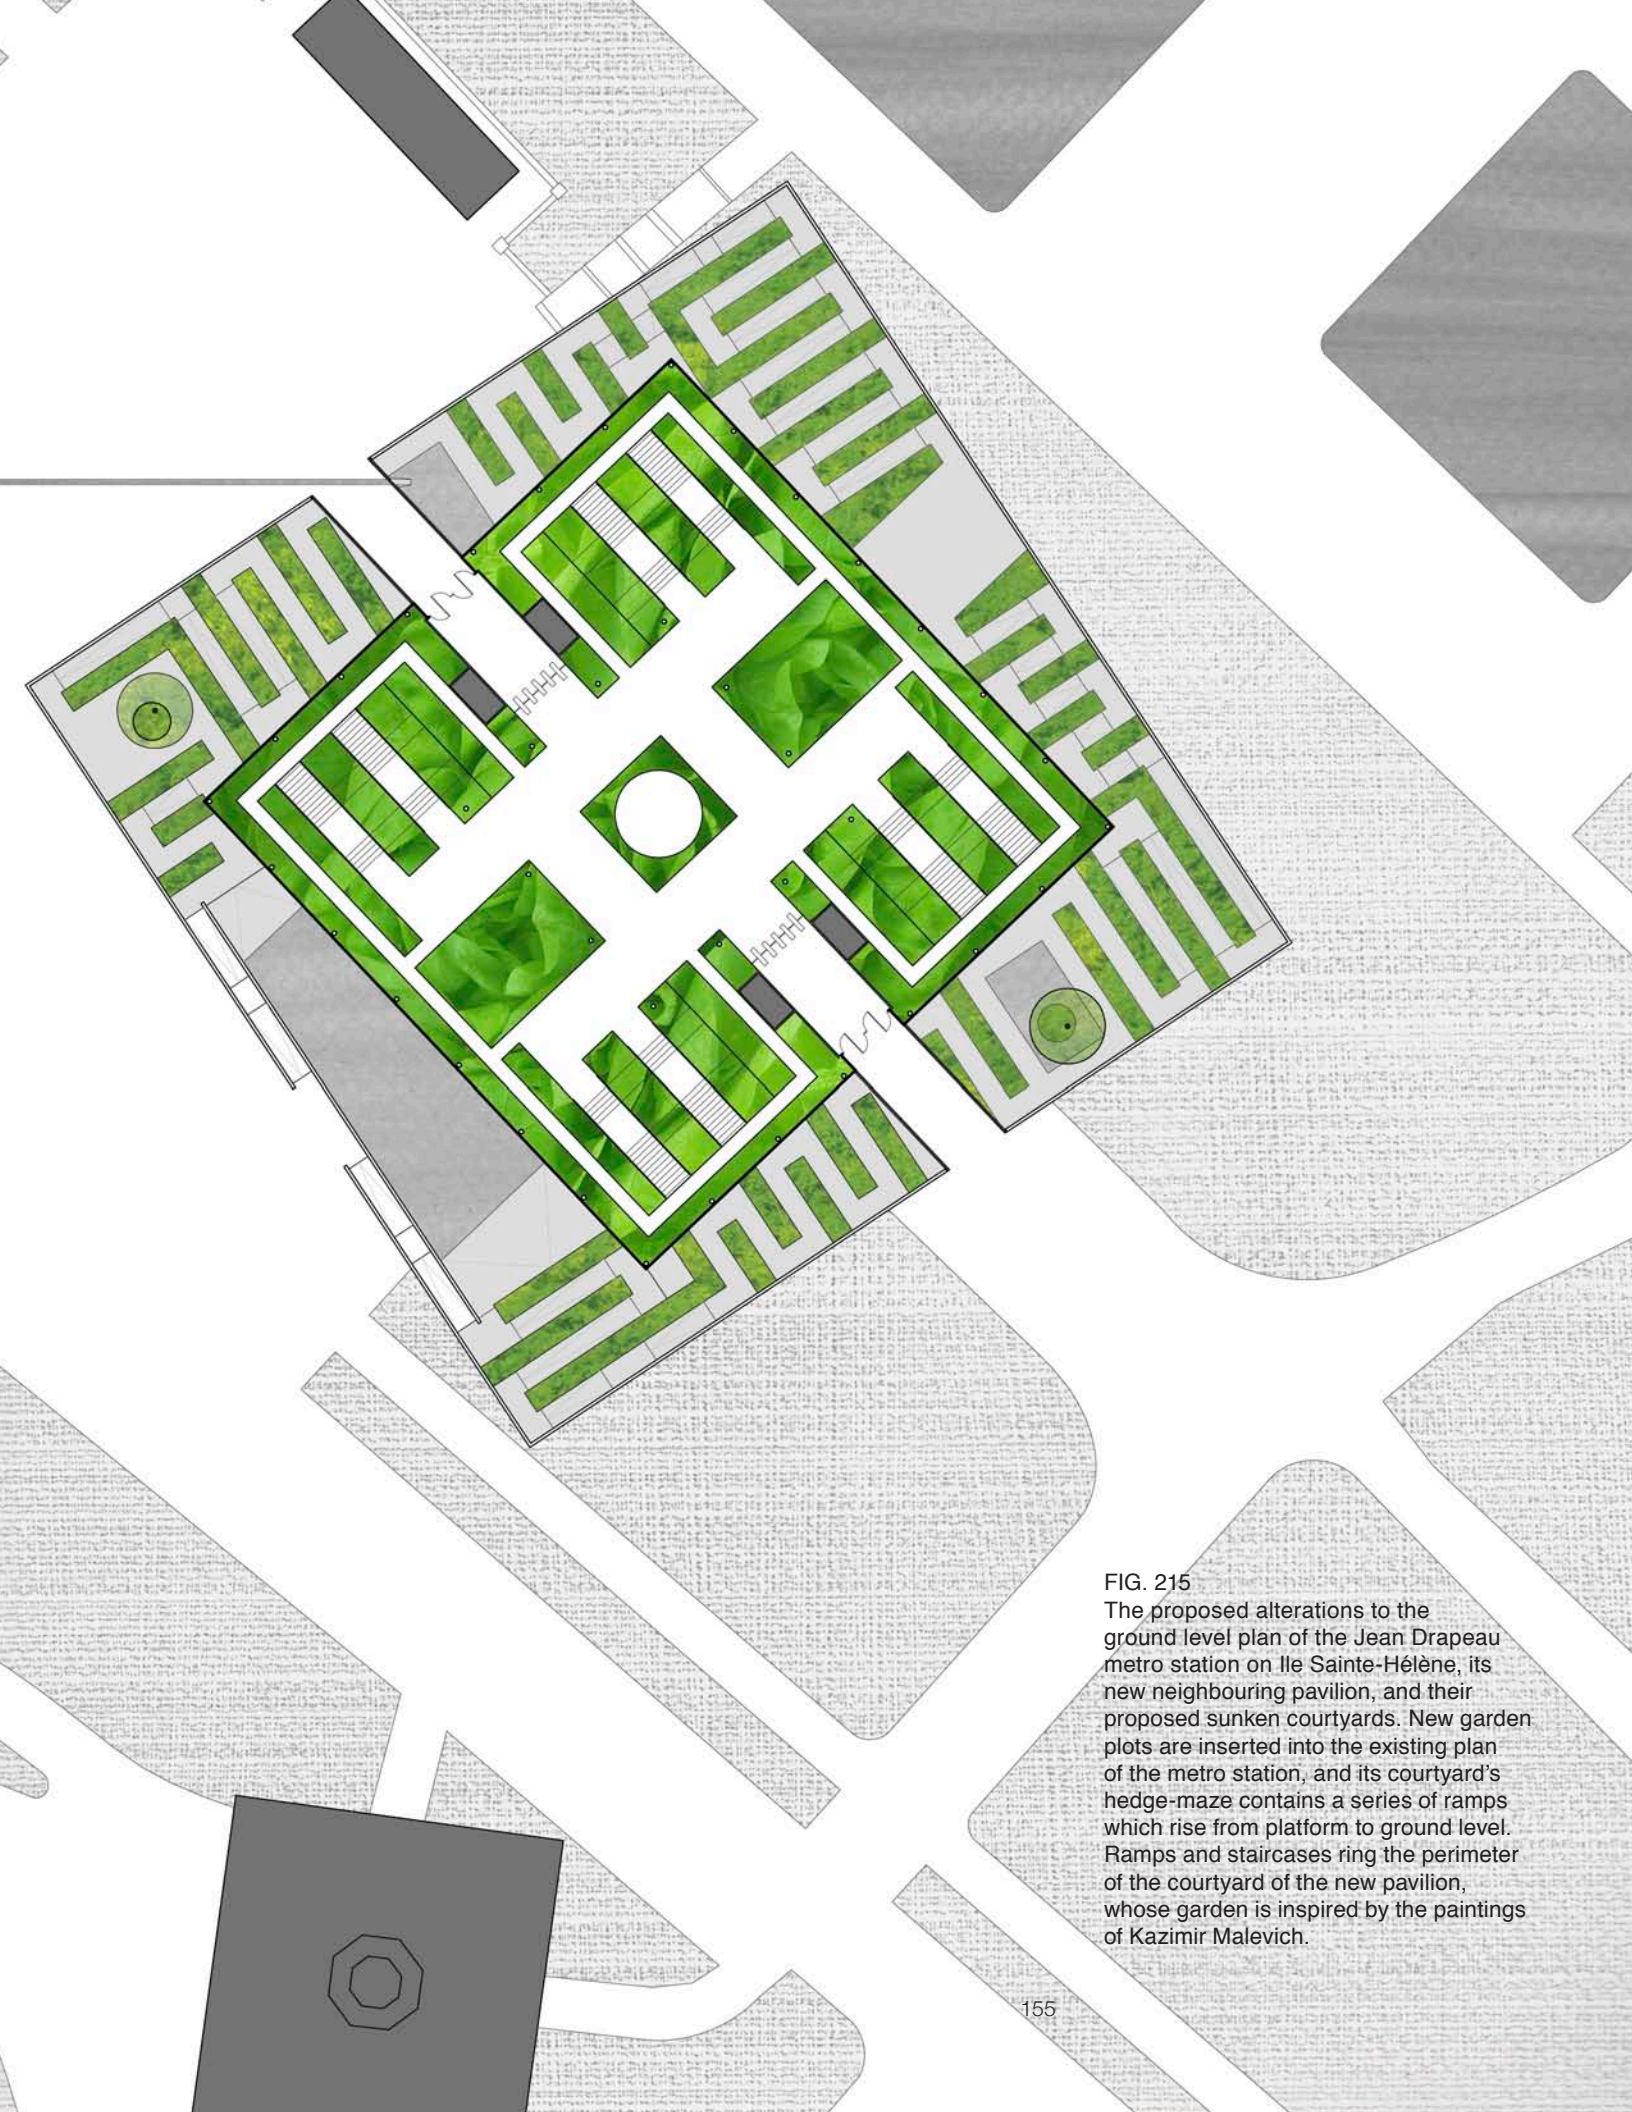 FIG. 215
The proposed alterations to the
ground level plan of the Jean Drapeau
metro station on Ile Sainte-Hélène, its
new neighbouring pavilion, and their
proposed sunken courtyards. New garden
plots are inserted into the existing plan
of the metro station, and its courtyard's
hedge-maze contains a series of ramps
which rise from platform to ground level.
Ramps and staircases ring the perimeter
of the courtyard of the new pavilion,
whose garden is inspired by the paintings
of Kazimir Malevich.
155